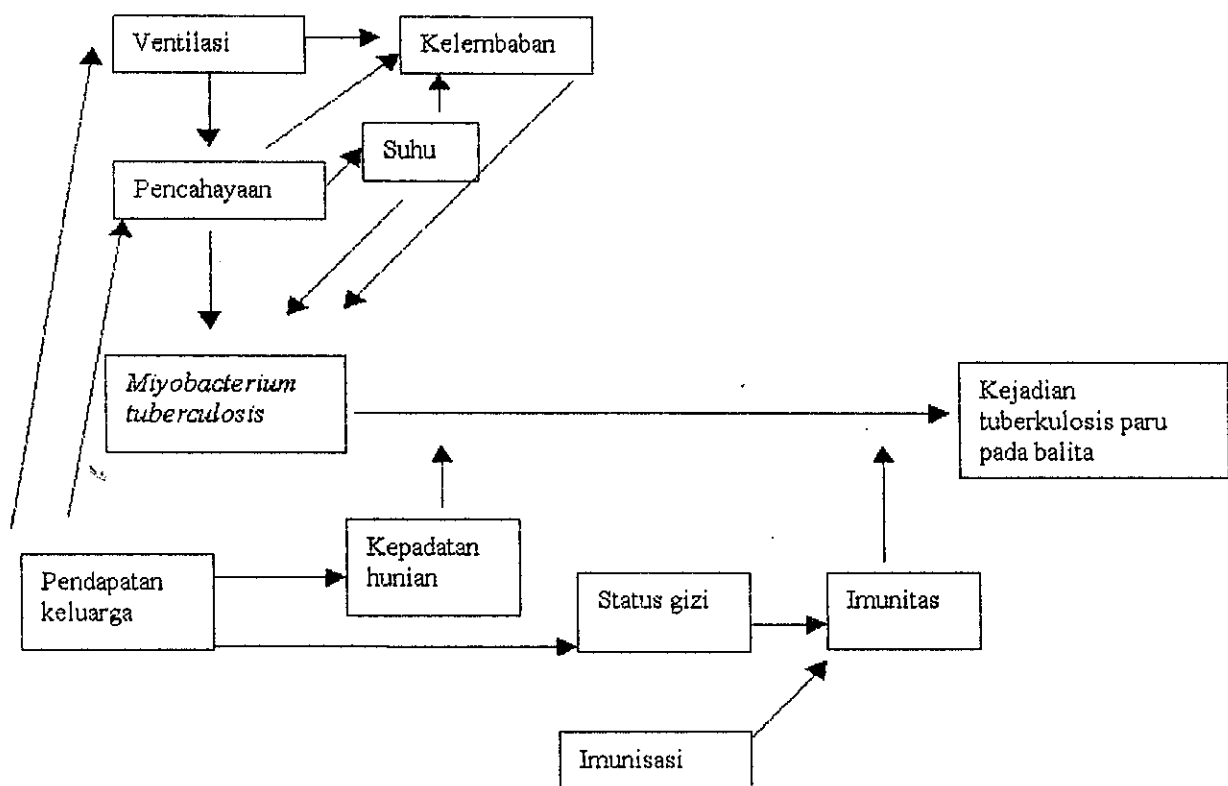 Ventilasi
Kelembaban
Suhu
Pencahayaan
Miyobacterium
tuberculosis
Kejadian
tuberkulosis paru
pada balita
Pendapatan
keluarga
Kepadatan
hunian
Status gizi
Imunitas
Imunisasi